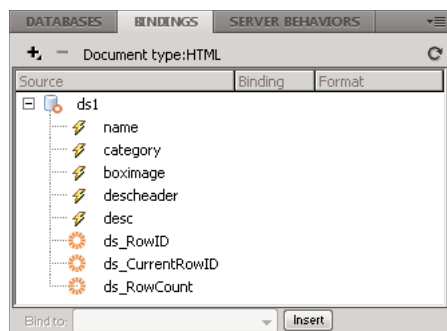 DATABASES BINDINGS SERVER BEHAVIORS
Document type:HTML
Source Binding Format
ds1
name
category
boximage
descheader
desc
ds_RowID
ds_CurrentRowID
ds_RowCount
Bind to: Insert